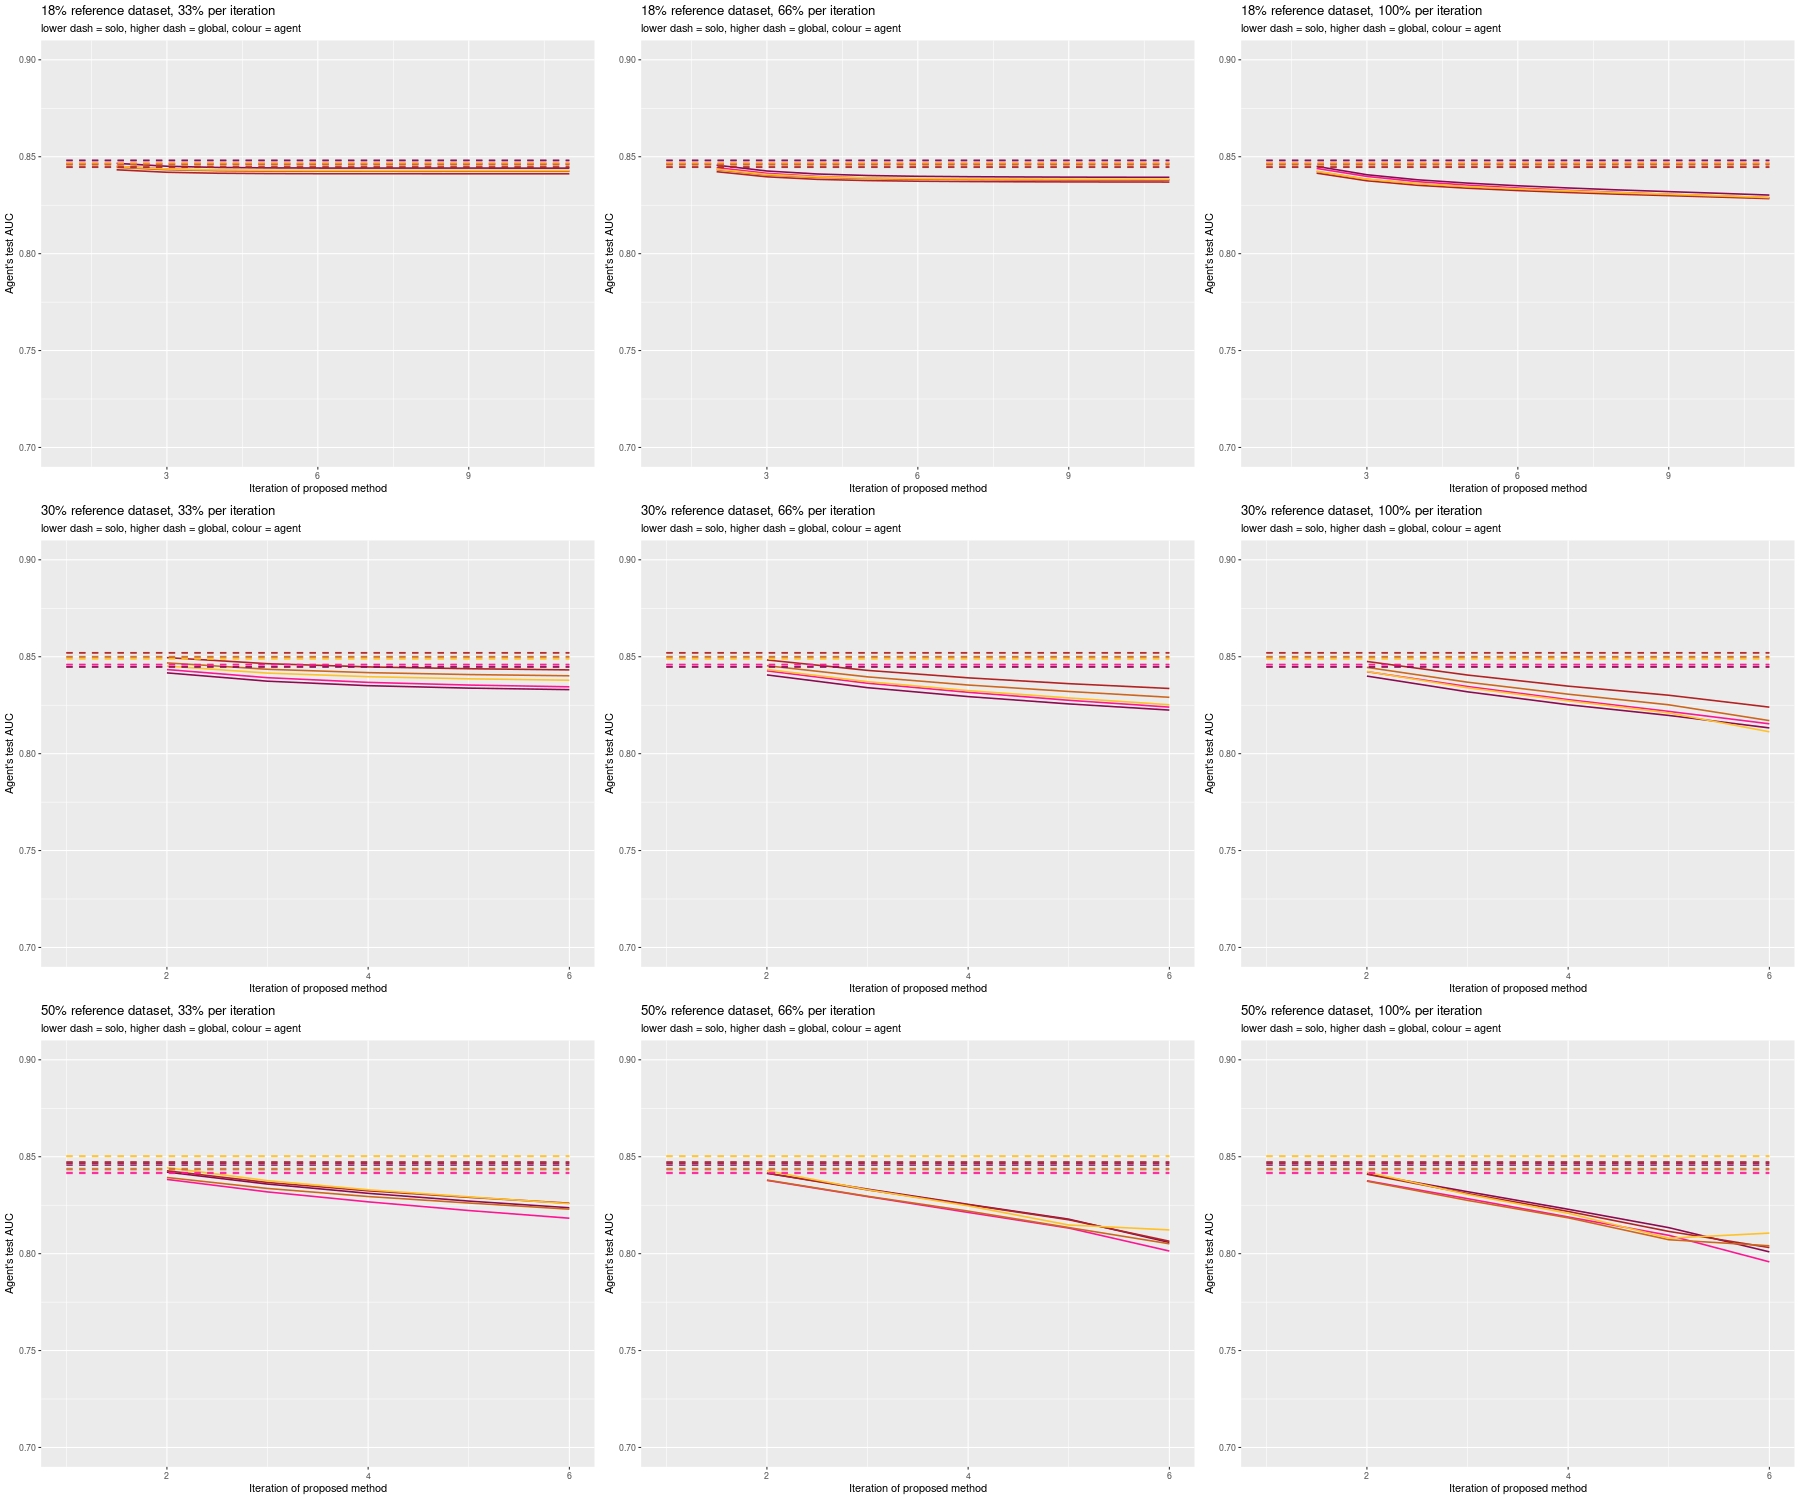 18% reference dataset, 33% per iteration
lower dash = solo, higher dash = global, colour = agent
0.90
0.85
0.80
0.75
0.70
Agent's test AUC
3 6 9
Iteration of proposed method
18% reference dataset, 66% per iteration
lower dash = solo, higher dash = global, colour = agent
0.90
0.85
0.80
0.75
0.70
Agent's test AUC
3 6 9
Iteration of proposed method
18% reference dataset, 100% per iteration
lower dash = solo, higher dash = global, colour = agent
0.90
0.85
0.80
0.75
0.70
Agent's test AUC
3 6 9
Iteration of proposed method
30% reference dataset, 33% per iteration
lower dash = solo, higher dash = global, colour = agent
0.90
0.85
0.80
0.75
0.70
Agent's test AUC
2 4 6
Iteration of proposed method
30% reference dataset, 66% per iteration
lower dash = solo, higher dash = global, colour = agent
0.90
0.85
0.80
0.75
0.70
Agent's test AUC
2 4 6
Iteration of proposed method
30% reference dataset, 100% per iteration
lower dash = solo, higher dash = global, colour = agent
0.90
0.85
0.80
0.75
0.70
Agent's test AUC
2 4 6
Iteration of proposed method
50% reference dataset, 33% per iteration
lower dash = solo, higher dash = global, colour = agent
0.90
0.85
0.80
0.75
0.70
Agent's test AUC
2 4 6
Iteration of proposed method
50% reference dataset, 66% per iteration
lower dash = solo, higher dash = global, colour = agent
0.90
0.85
0.80
0.75
0.70
Agent's test AUC
2 4 6
Iteration of proposed method
50% reference dataset, 100% per iteration
lower dash = solo, higher dash = global, colour = agent
0.90
0.85
0.80
0.75
0.70
Agent's test AUC
2 4 6
Iteration of proposed method